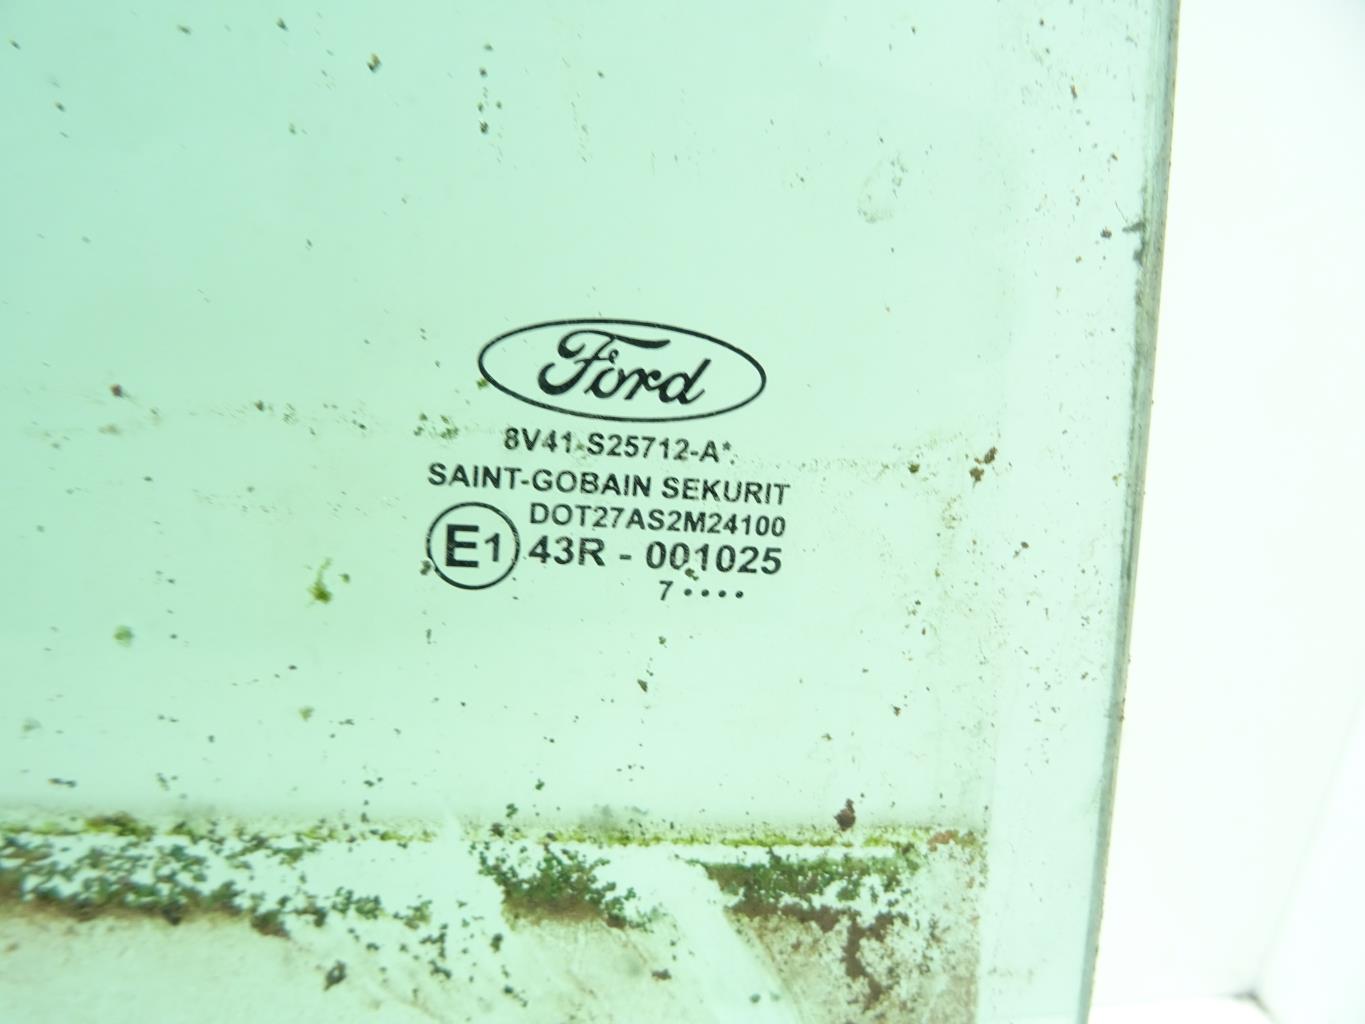 Ford
8V41-S25712-A*
SAINT-GOBAIN SEKURIT
DOT27AS2M24100
E1 43R - 001025
7 ••••